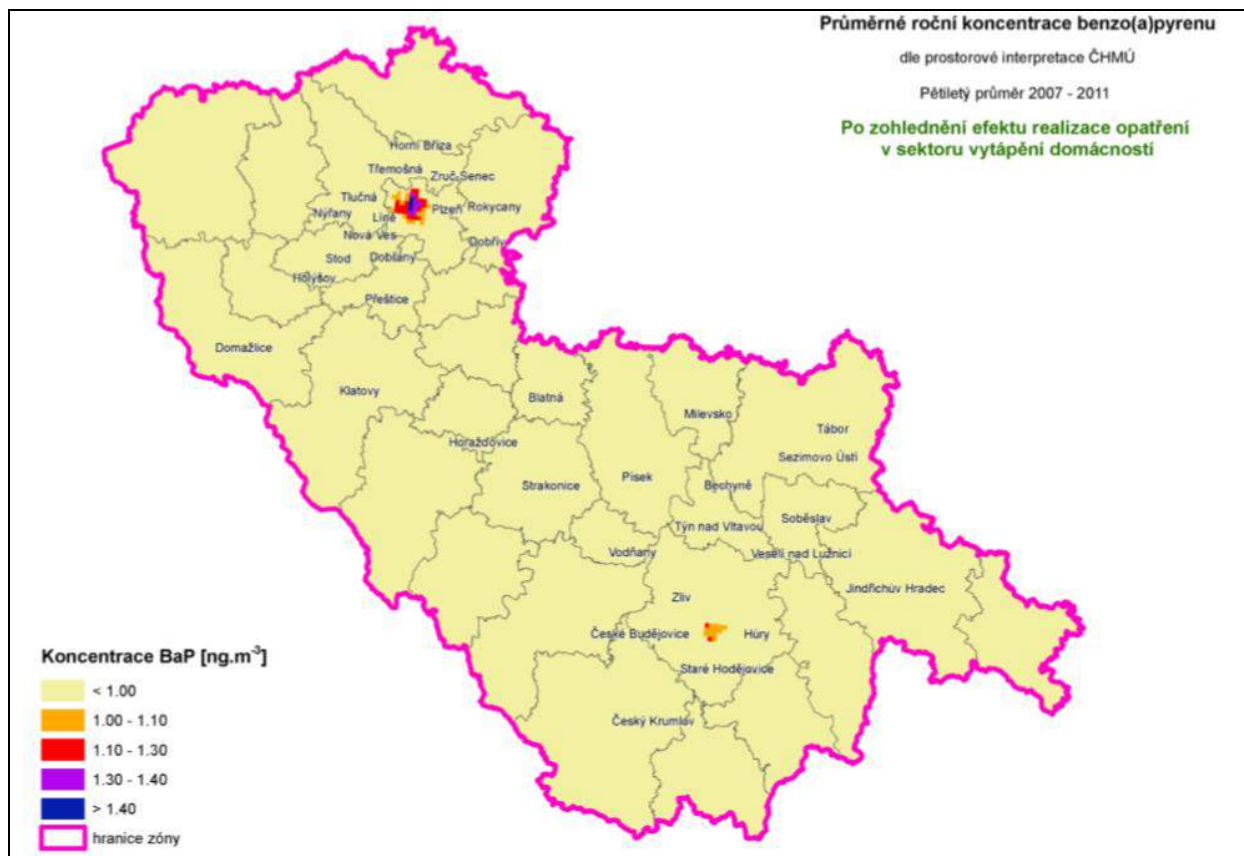 Průměrné roční koncentrace benzo(a)pyrenu
dle prostorové interpretace ČHMÚ
Pětiletý průměr 2007 - 2011
Po zohlednění efektu realizace opatření
v sektoru vytápění domácností
Horní Bříza
Třemošná
Zruč-Senec
Tlučná
Plzeň
Rokycany
Nýřany
Líně
Nová Ves
Dobřív
Stod
Dobřany
Holýšov
Přeštice
Domažlice
Klatovy
Blatná
Milevsko
Tábor
Horažďovice
Sezimovo Ústí
Strakonice
Písek
Bechyně
Soběslav
Týn nad Vltavou
Vodňany
Veselí nad Lužnicí
Jindřichův Hradec
Zliv
České Budějovice
Hůry
Staré Hodějovice
Český Krumlov
Koncentrace BaP [ng.m-3]
< 1.00
1.00 - 1.10
1.10 - 1.30
1.30 - 1.40
> 1.40
hranice zóny